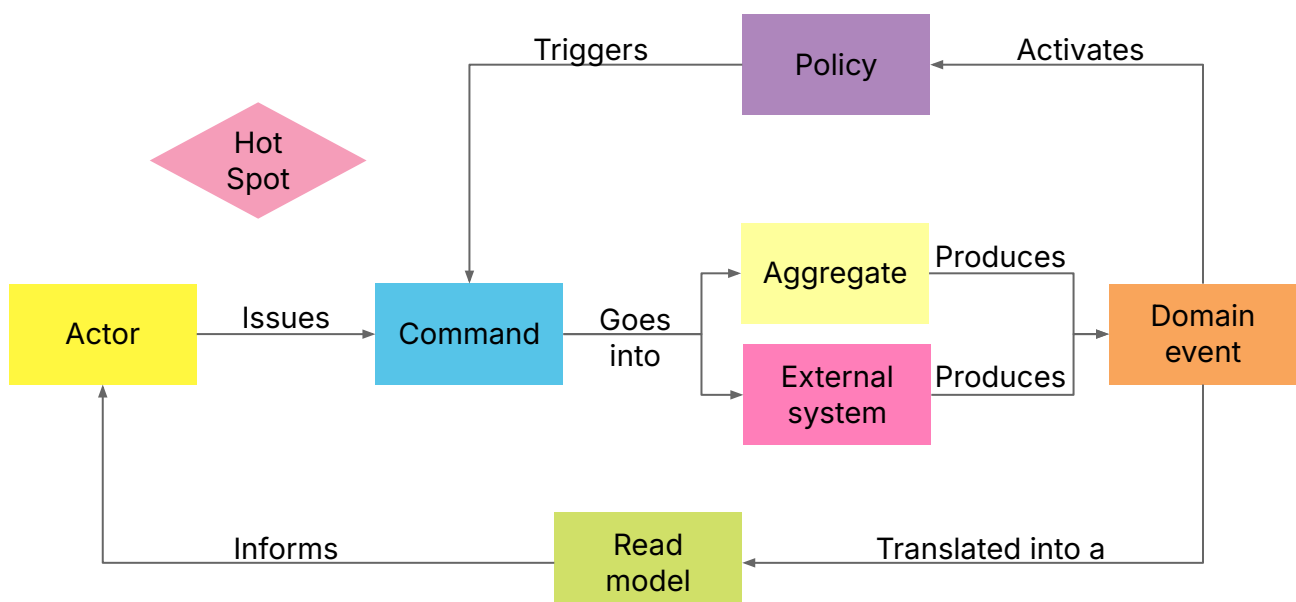 Triggers
Policy
Activates
Hot
Spot
Aggregate
Produces
Actor
Issues
Command
Goes
into
Domain
event
External
system
Produces
Informs
Read
model
Translated into a